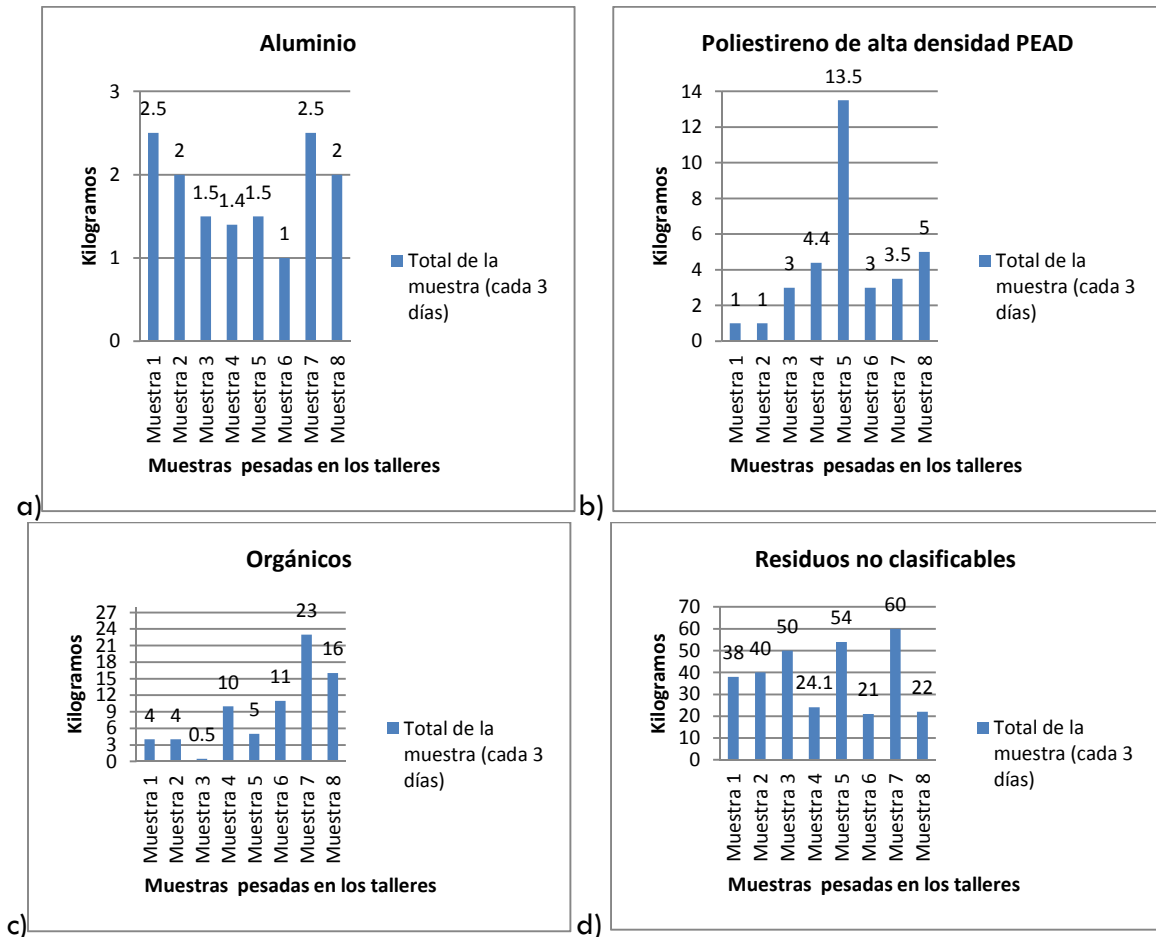 Aluminio
Kilogramos
3
2
1
0
2.5
2
1.5
1.4
1.5
1
2.5
2
Muestra 1
Muestra 2
Muestra 3
Muestra 4
Muestra 5
Muestra 6
Muestra 7
Muestra 8
Muestras pesadas en los talleres
Total de la
muestra (cada 3
días)
a)
Poliestireno de alta densidad PEAD
Kilogramos
14
12
10
8
6
4
2
0
1
1
3
4.4
13.5
3
3.5
5
Muestra 1
Muestra 2
Muestra 3
Muestra 4
Muestra 5
Muestra 6
Muestra 7
Muestra 8
Muestras pesadas en los talleres
Total de la
muestra (cada 3
días)
b)
Orgánicos
Kilogramos
27
24
21
18
15
12
9
6
3
0
4
4
0.5
10
5
11
23
16
Muestra 1
Muestra 2
Muestra 3
Muestra 4
Muestra 5
Muestra 6
Muestra 7
Muestra 8
Muestras pesadas en los talleres
Total de la
muestra (cada 3
días)
c)
Residuos no clasificables
Kilogramos
70
60
50
40
30
20
10
0
38
40
50
24.1
54
21
60
22
Muestra 1
Muestra 2
Muestra 3
Muestra 4
Muestra 5
Muestra 6
Muestra 7
Muestra 8
Muestras pesadas en los talleres
Total de la
muestra (cada 3
días)
d)